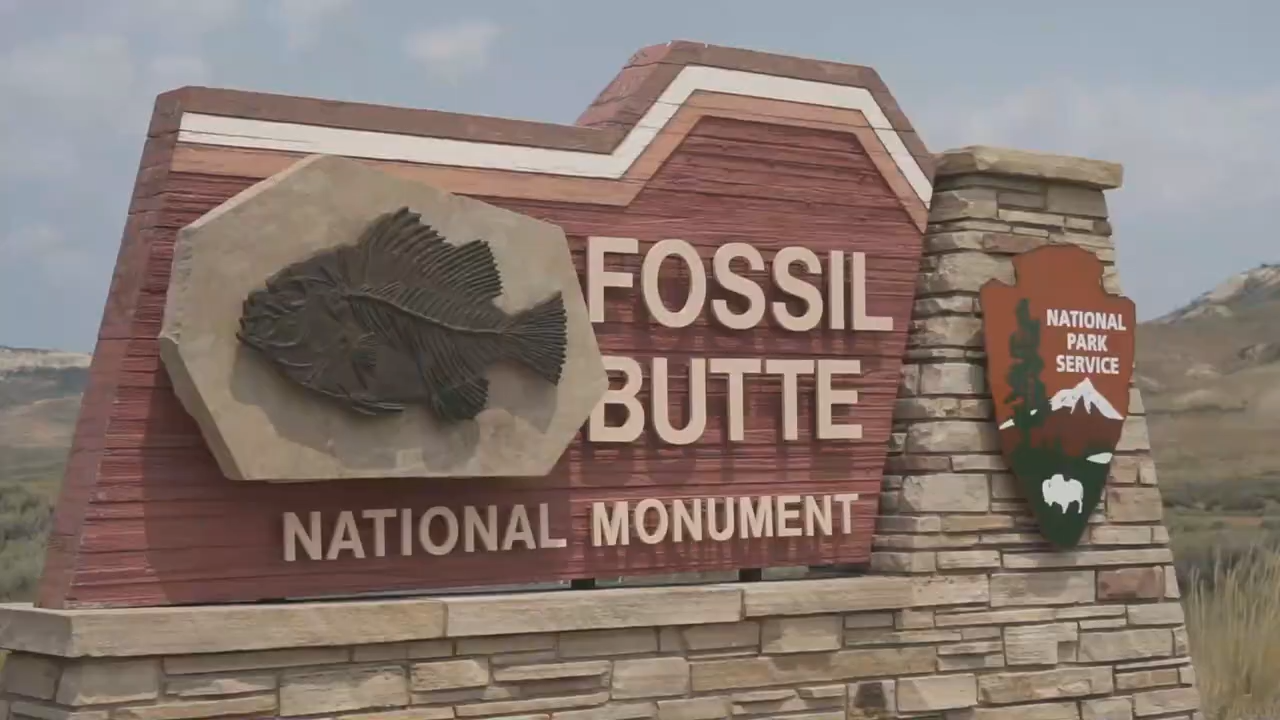 FOSSIL
BUTTE
NATIONAL MONUMENT
NATIONAL
PARK
SERVICE